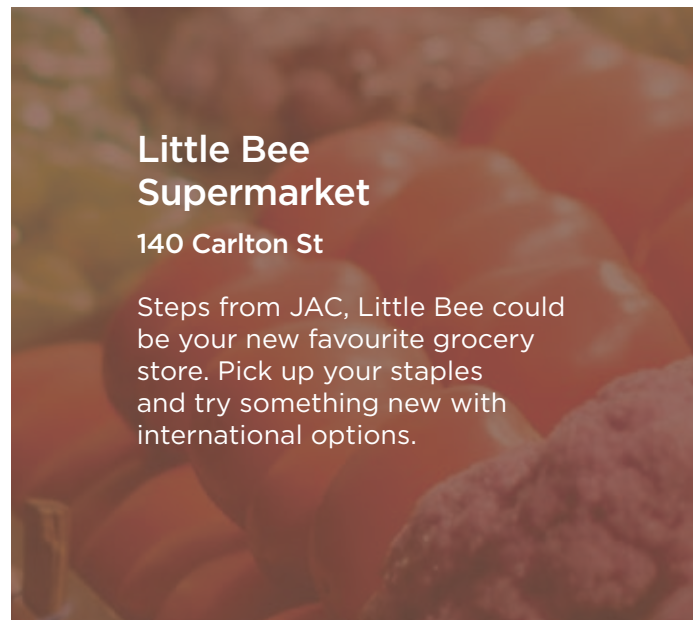 Little Bee
Supermarket
140 Carlton St
Steps from JAC, Little Bee could
be your new favourite grocery
store. Pick up your staples
and try something new with
international options.